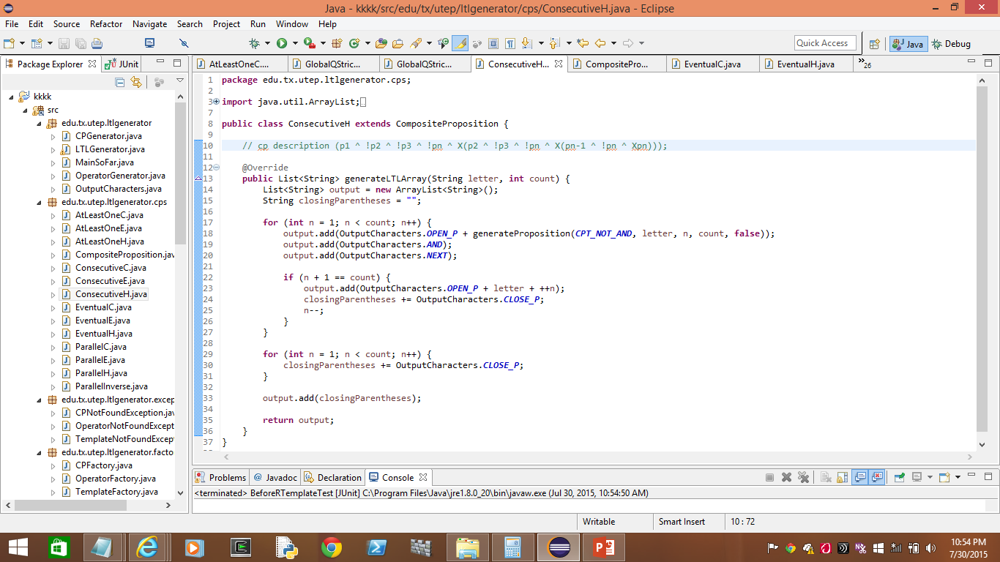 Java - kkkk/src/edu/tx/utep/ltlgenerator/cps/ConsecutiveH.java - Eclipse
File Edit Source Refactor Navigate Search Project Run Window Help
Quick Access
Java
Debug
Package Explorer
JUnit
AtLeastOneC....
GlobalQStric...
GlobalQStric...
ConsecutiveH...
CompositePro...
EventualC.java
EventualH.java
»26
kkkk
src
edu.tx.utep.ltlgenerator
CPGenerator.java
LTLGenerator.java
MainSoFar.java
OperatorGenerator.java
OutputCharacters.java
edu.tx.utep.ltlgenerator.cps
AtLeastOneC.java
AtLeastOneE.java
AtLeastOneH.java
CompositeProposition.jav
ConsecutiveC.java
ConsecutiveE.java
ConsecutiveH.java
EventualC.java
EventualE.java
EventualH.java
ParallelC.java
ParallelE.java
ParallelH.java
ParallelInverse.java
edu.tx.utep.ltlgenerator.excep
CPNotFoundException.jav
OperatorNotFoundExcept
TemplateNotFoundExcep
edu.tx.utep.ltlgenerator.facto
CPFactory.java
OperatorFactory.java
TemplateFactory.java
1 package edu.tx.utep.ltlgenerator.cps;
2
3 import java.util.ArrayList;
7
8 public class ConsecutiveH extends CompositeProposition {
9
10 // cp description (p1 ^ !p2 ^ !p3 ^ !pn ^ X(p2 ^ !p3 ^ !pn ^ X(pn-1 ^ !pn ^ Xpn)));
11
12 @Override
13 public List<String> generateLTLArray(String letter, int count) {
14 List<String> output = new ArrayList<String>();
15 String closingParentheses = "";
16
17 for (int n = 1; n < count; n++) {
18 output.add(OutputCharacters.OPEN_P + generateProposition(CPT_NOT_AND, letter, n, count, false));
19 output.add(OutputCharacters.AND);
20 output.add(OutputCharacters.NEXT);
21
22 if (n + 1 == count) {
23 output.add(OutputCharacters.OPEN_P + letter + ++n);
24 closingParentheses += OutputCharacters.CLOSE_P;
25 n--;
26 }
27 }
28
29 for (int n = 1; n < count; n++) {
30 closingParentheses += OutputCharacters.CLOSE_P;
31 }
32
33 output.add(closingParentheses);
34
35 return output;
36 }
37 }
Problems
@ Javadoc
Declaration
Console
<terminated> BeforeRTemplateTest [JUnit] C:\Program Files\Java\jre1.8.0_20\bin\javaw.exe (Jul 30, 2015, 10:54:50 AM)
Writable
Smart Insert
10 : 72
10:54 PM
7/30/2015